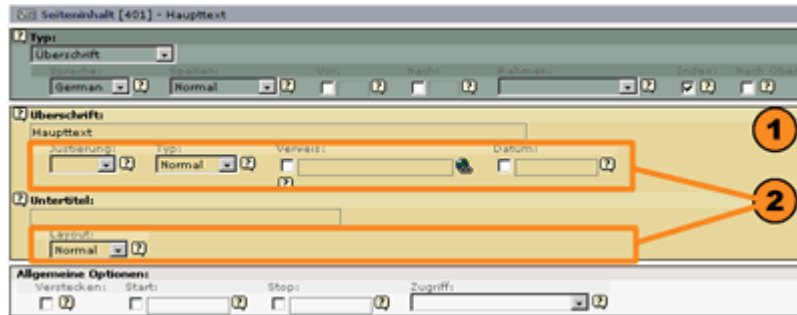 Seiteninhalt [401] - Haupttext
Typ:
Überschrift
Sprache: Spalten: Vor: Nach: Rahmen: Index: Nach Oben
German Normal
Überschrift:
Haupttext
1
Justierung: Typ: Verweis: Datum:
Normal
2
Untertitel:
Layout:
Normal
Allgemeine Optionen:
Verstecken: Start: Stop: Zugriff: